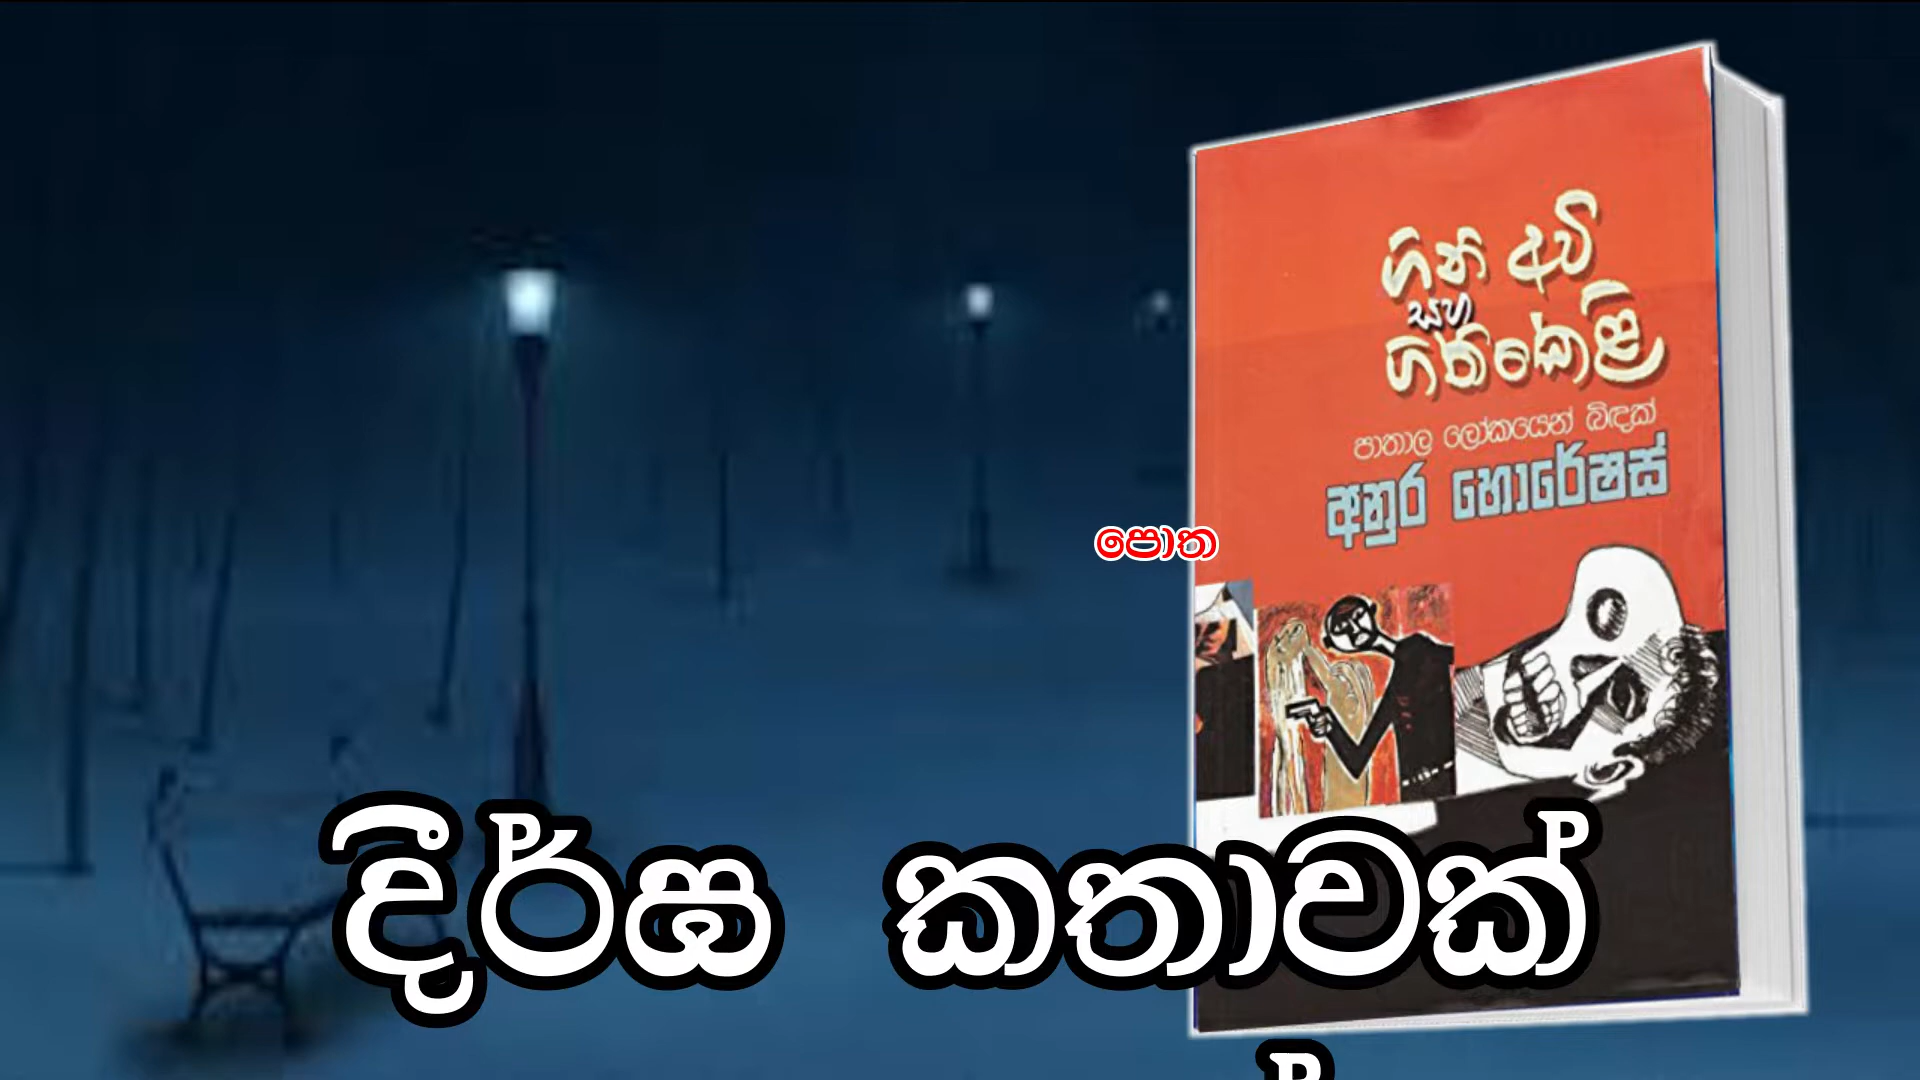 ගිනි අවි
සහ
ගිනිකෙළි
පාතාල ලෝකයෙන් බිඳක්
අනුර හොරේෂස්
පොත
දීර්ඝ කතාවක්